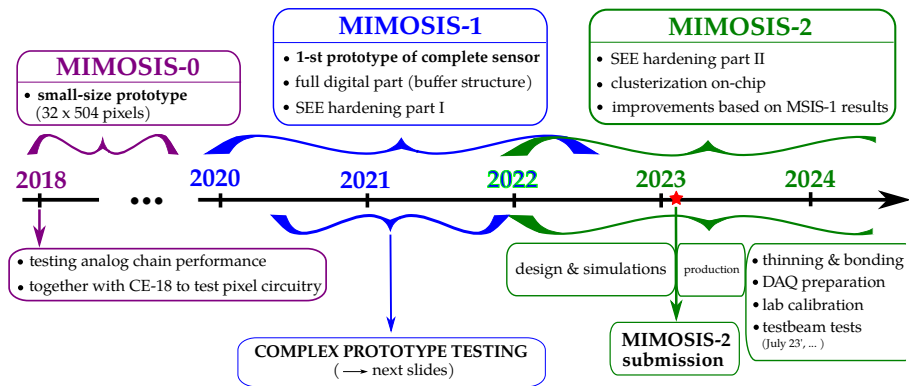 MIMOSIS-0
• small-size prototype
(32 x 504 pixels)
MIMOSIS-1
• 1-st prototype of complete sensor
• full digital part (buffer structure)
• SEE hardening part I
MIMOSIS-2
• SEE hardening part II
• clusterization on-chip
• improvements based on MSIS-1 results
2018
•••
2020
2021
2022
2023
2024
• testing analog chain performance
• together with CE-18 to test pixel circuitry
COMPLEX PROTOTYPE TESTING
( → next slides)
design & simulations
production
MIMOSIS-2
submission
• thinning & bonding
• DAQ preparation
• lab calibration
• testbeam tests
(July 23', ... )